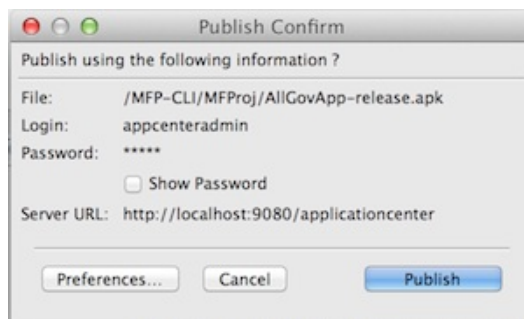 Publish Confirm
Publish using the following information ?
File: /MFP-CLI/MFProj/AllGovApp-release.apk
Login: appcenteradmin
Password: *****
Show Password
Server URL: http://localhost:9080/applicationcenter
Preferences... Cancel Publish